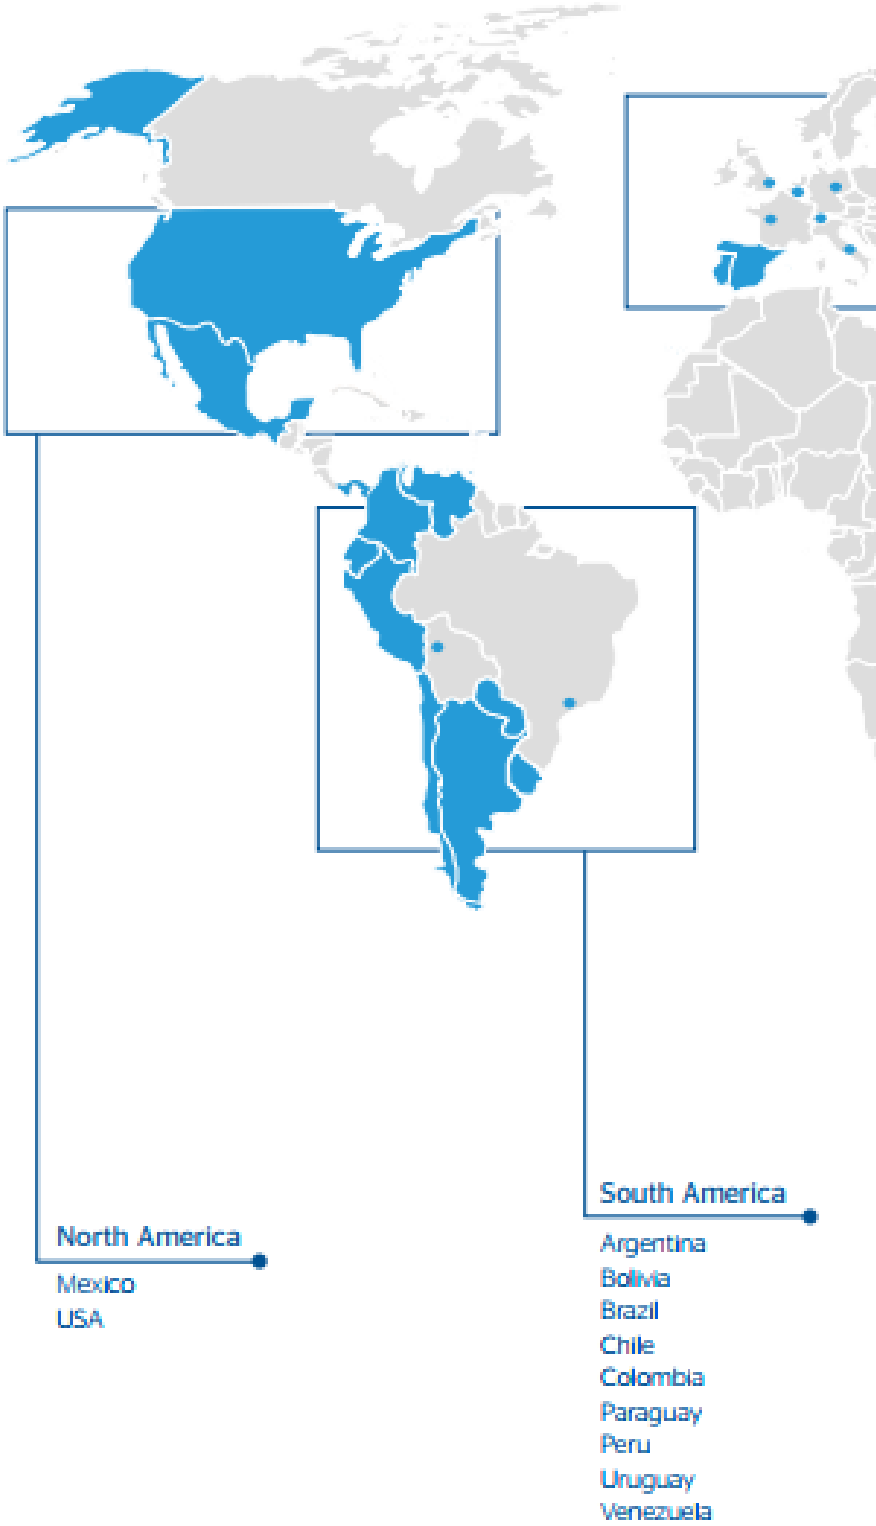 North America
Mexico
USA
South America
Argentina
Bolivia
Brazil
Chile
Colombia
Paraguay
Peru
Uruguay
Venezuela